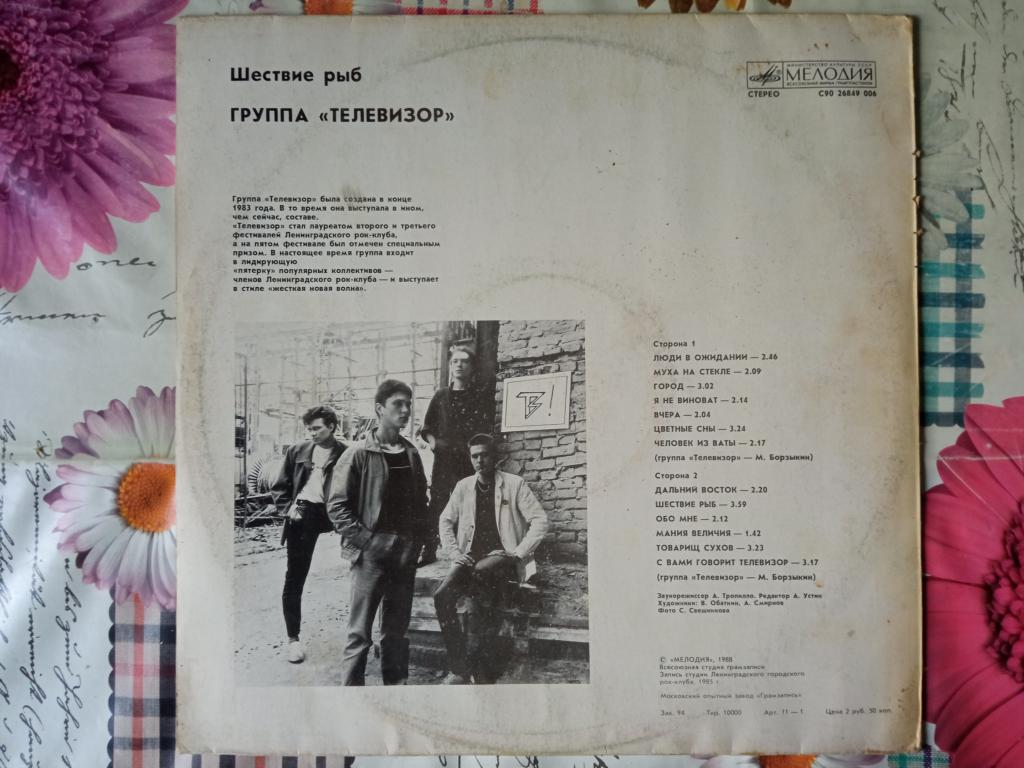 Шествие рыб
ГРУППА «ТЕЛЕВИЗОР»
МИНИСТЕРСТВО КУЛЬТУРЫ СССР
МЕЛОДИЯ
ВСЕСОЮЗНАЯ ФИРМА ГРАМПЛАСТИНОК
СТЕРЕО С90 26849 006
Группа «Телевизор» была создана в конце
1983 года. В то время она выступала в ином,
чем сейчас, составе.
«Телевизор» стал лауреатом второго и третьего
фестивалей Ленинградского рок-клуба,
а на пятом фестивале был отмечен специальным
призом. В настоящее время группа входит
в лидирующую
«пятерку» популярных коллективов —
членов Ленинградского рок-клуба — и выступает
в стиле «жесткая новая волна».
ТВ!
Сторона 1
ЛЮДИ В ОЖИДАНИИ — 2.46
МУХА НА СТЕКЛЕ — 2.09
ГОРОД — 3.02
Я НЕ ВИНОВАТ — 2.14
ВЧЕРА — 2.04
ЦВЕТНЫЕ СНЫ — 3.24
ЧЕЛОВЕК ИЗ ВАТЫ — 2.17
(группа «Телевизор» — М. Борзыкин)
Сторона 2
ДАЛЬНИЙ ВОСТОК — 2.20
ШЕСТВИЕ РЫБ — 3.59
ОБО МНЕ — 2.12
МАНИЯ ВЕЛИЧИЯ — 1.42
ТОВАРИЩ СУХОВ — 3.23
С ВАМИ ГОВОРИТ ТЕЛЕВИЗОР — 3.17
(группа «Телевизор» — М. Борзыкин)
Звукорежиссер А. Тропилло. Редактор А. Устин
Художники: В. Обаткин, А. Смирнов
Фото С. Свешникова
© «МЕЛОДИЯ», 1988
Всесоюзная студия грамзаписи
Запись студии Ленинградского городского
рок-клуба, 1985 г.
Московский опытный завод «Грамзапись»
Зак. 94 Тир. 10000 Арт. 11—1 Цена 2 руб. 50 коп.